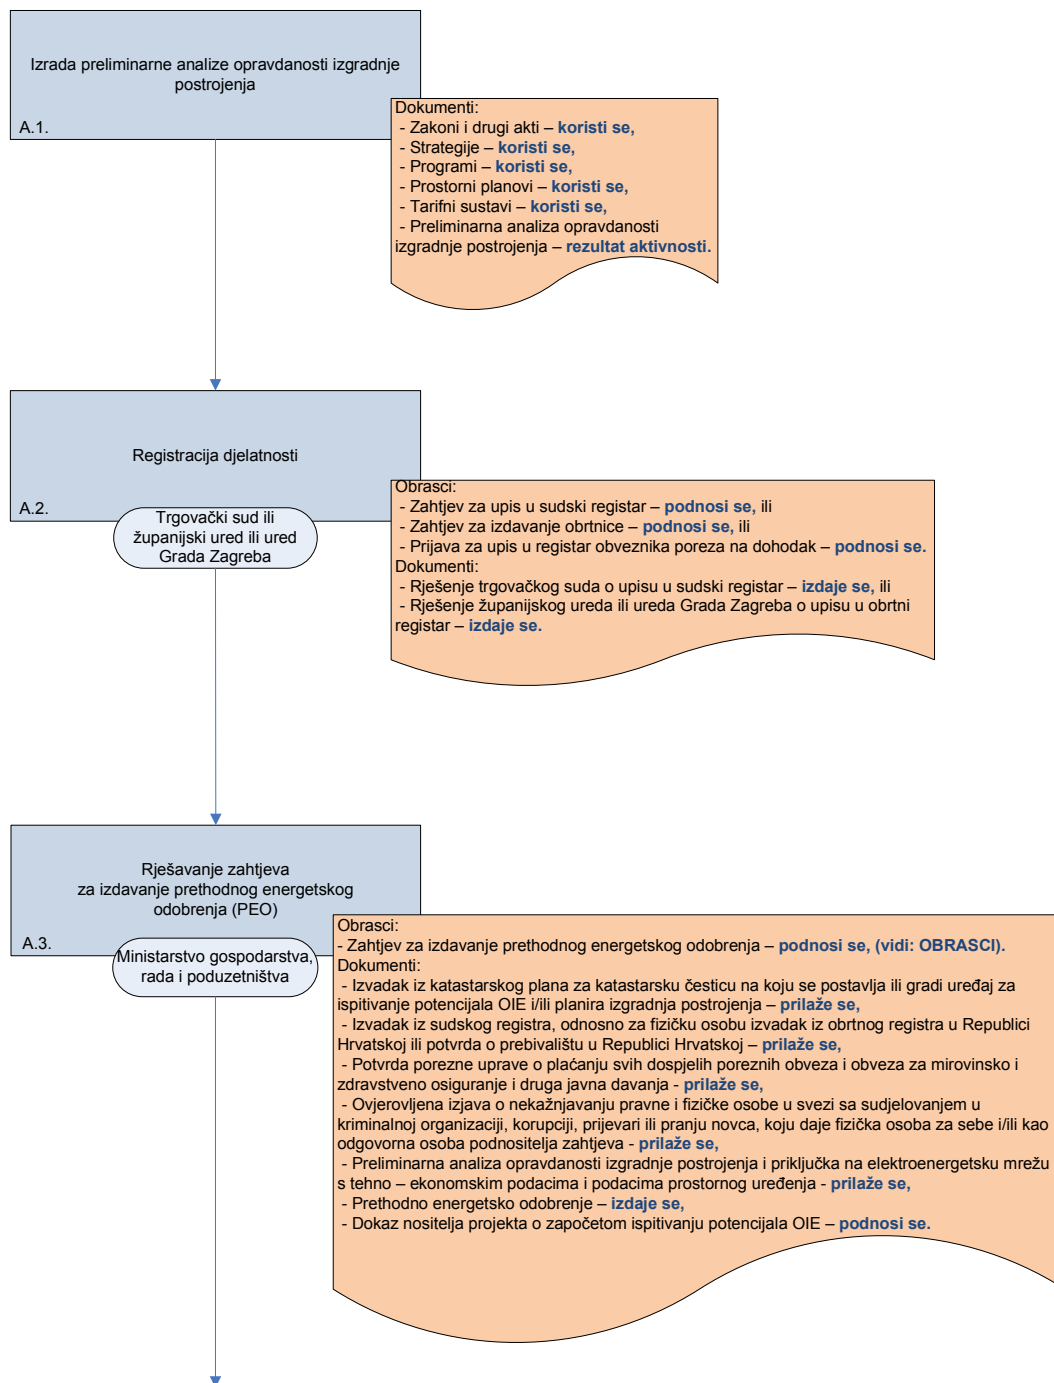 Izrada preliminarne analize opravdanosti izgradnje
postrojenja
A.1.
Dokumenti:
- Zakoni i drugi akti – koristi se,
- Strategije – koristi se,
- Programi – koristi se,
- Prostorni planovi – koristi se,
- Tarifni sustavi – koristi se,
- Preliminarna analiza opravdanosti
izgradnje postrojenja – rezultat aktivnosti.
Registracija djelatnosti
A.2.
Trgovački sud ili
županijski ured ili ured
Grada Zagreba
Obrasci:
- Zahtjev za upis u sudski registar – podnosi se, ili
- Zahtjev za izdavanje obrtnice – podnosi se, ili
- Prijava za upis u registar obveznika poreza na dohodak – podnosi se.
Dokumenti:
- Rješenje trgovačkog suda o upisu u sudski registar – izdaje se, ili
- Rješenje županijskog ureda ili ureda Grada Zagreba o upisu u obrtni
registar – izdaje se.
Rješavanje zahtjeva
za izdavanje prethodnog energetskog
odobrenja (PEO)
A.3.
Ministarstvo gospodarstva,
rada i poduzetništva
Obrasci:
- Zahtjev za izdavanje prethodnog energetskog odobrenja – podnosi se, (vidi: OBRASCI).
Dokumenti:
- Izvadak iz katastarskog plana za katastarsku česticu na koju se postavlja ili gradi uređaj za
ispitivanje potencijala OIE i/ili planira izgradnja postrojenja – prilaže se,
- Izvadak iz sudskog registra, odnosno za fizičku osobu izvadak iz obrtnog registra u Republici
Hrvatskoj ili potvrda o prebivalištu u Republici Hrvatskoj – prilaže se,
- Potvrda porezne uprave o plaćanju svih dospjelih poreznih obveza i obveza za mirovinsko i
zdravstveno osiguranje i druga javna davanja - prilaže se,
- Ovjerovljena izjava o nekažnjavanju pravne i fizičke osobe u svezi sa sudjelovanjem u
kriminalnoj organizaciji, korupciji, prijevari ili pranju novca, koju daje fizička osoba za sebe i/ili kao
odgovorna osoba podnositelja zahtjeva - prilaže se,
- Preliminarna analiza opravdanosti izgradnje postrojenja i priključka na elektroenergetsku mrežu
s tehno – ekonomskim podacima i podacima prostornog uređenja - prilaže se,
- Prethodno energetsko odobrenje – izdaje se,
- Dokaz nositelja projekta o započetom ispitivanju potencijala OIE – podnosi se.